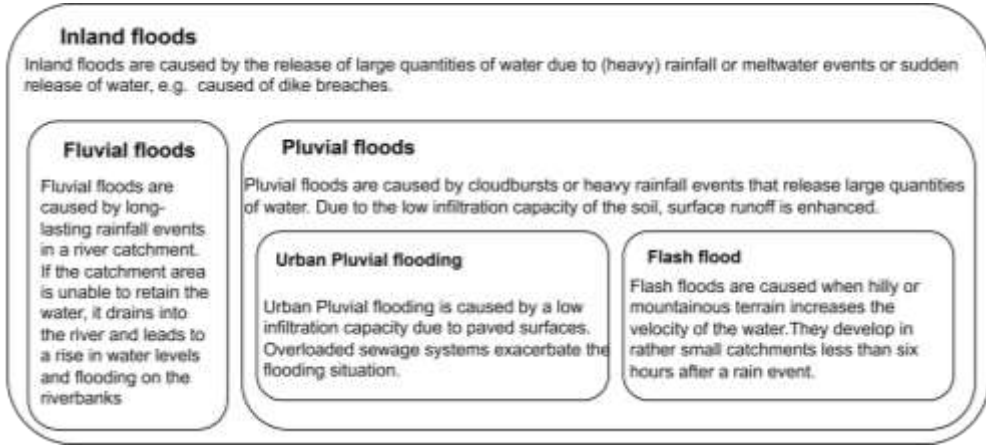 Inland floods
Inland floods are caused by the release of large quantities of water due to (heavy) rainfall or meltwater events or sudden
release of water, e.g. caused of dike breaches.
Fluvial floods
Fluvial floods are
caused by long-
lasting rainfall events
in a river catchment.
If the catchment area
is unable to retain the
water, it drains into
the river and leads to
a rise in water levels
and flooding on the
riverbanks
Pluvial floods
Pluvial floods are caused by cloudbursts or heavy rainfall events that release large quantities
of water. Due to the low infiltration capacity of the soil, surface runoff is enhanced.
Urban Pluvial flooding
Urban Pluvial flooding is caused by a low
infiltration capacity due to paved surfaces.
Overloaded sewage systems exacerbate the
flooding situation.
Flash flood
Flash floods are caused when hilly or
mountainous terrain increases the
velocity of the water.They develop in
rather small catchments less than six
hours after a rain event.